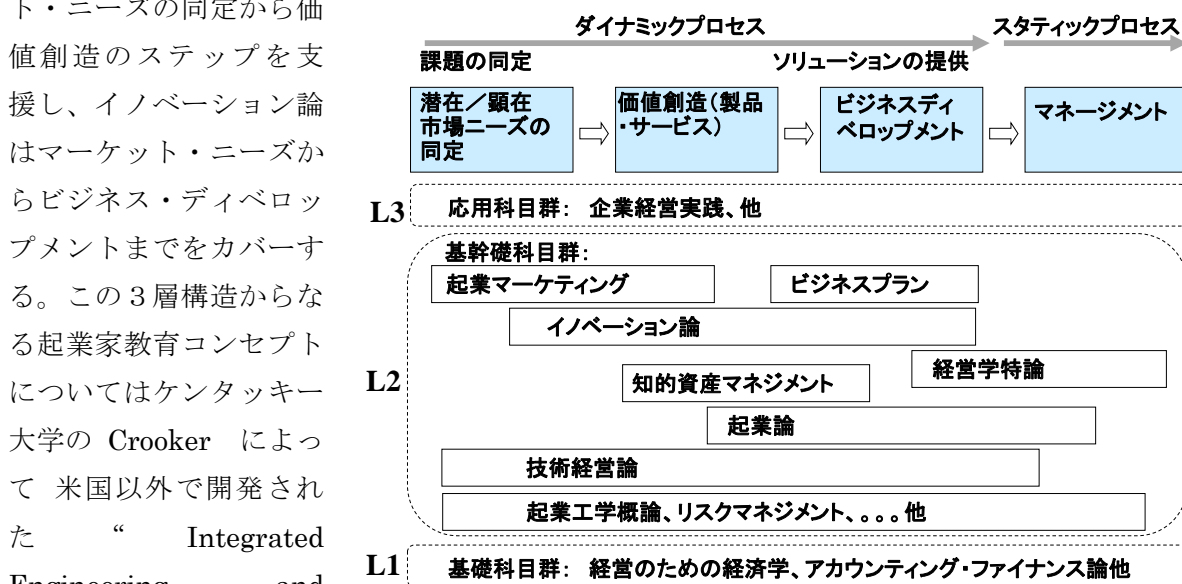 ト・ニーズの同定から価
値創造のステップを支
援し、イノベーション論
はマーケット・ニーズか
らビジネス・ディベロッ
プメントまでをカバーす
る。この３層構造からな
る起業家教育コンセプト
についてはケンタッキー
大学の Crooker によっ
て 米国以外で開発され
た “ Integrated
Engineering and
ダイナミックプロセス
スタティックプロセス
課題の同定
ソリューションの提供
潜在／顕在
市場ニーズの
同定
価値創造（製品
・サービス）
ビジネスディ
ベロップメント
マネージメント
L3
応用科目群： 企業経営実践、他
L2
基幹礎科目群：
起業マーケティング
ビジネスプラン
イノベーション論
経営学特論
知的資産マネジメント
起業論
技術経営論
起業工学概論、リスクマネジメント、。。。他
L1
基礎科目群： 経営のための経済学、アカウンティング・ファイナンス論他